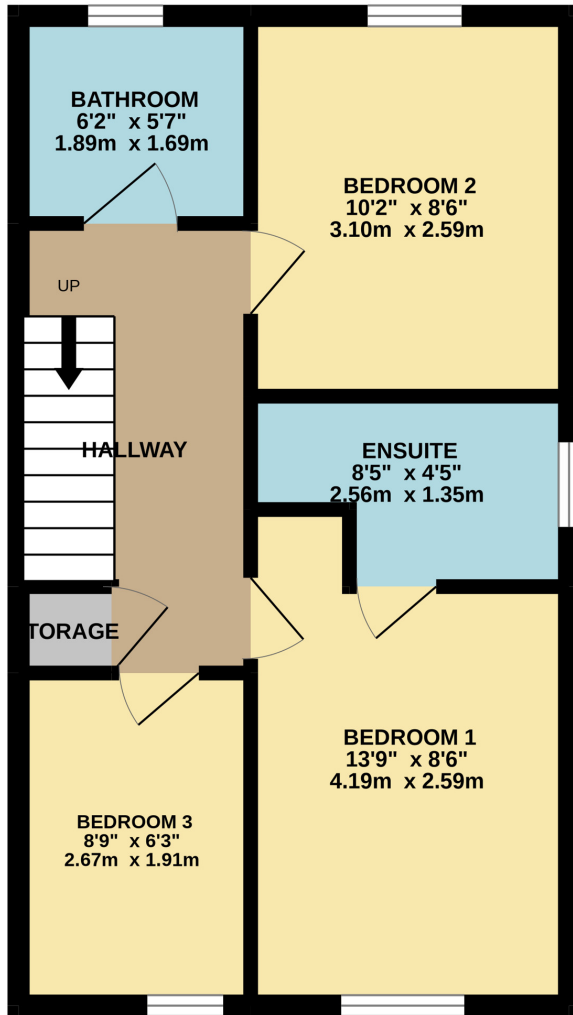 BATHROOM
6'2" x 5'7"
1.89m x 1.69m
BEDROOM 2
10'2" x 8'6"
3.10m x 2.59m
UP
HALLWAY
ENSUITE
8'5" x 4'5"
2.56m x 1.35m
TORAGE
BEDROOM 1
13'9" x 8'6"
4.19m x 2.59m
BEDROOM 3
8'9" x 6'3"
2.67m x 1.91m